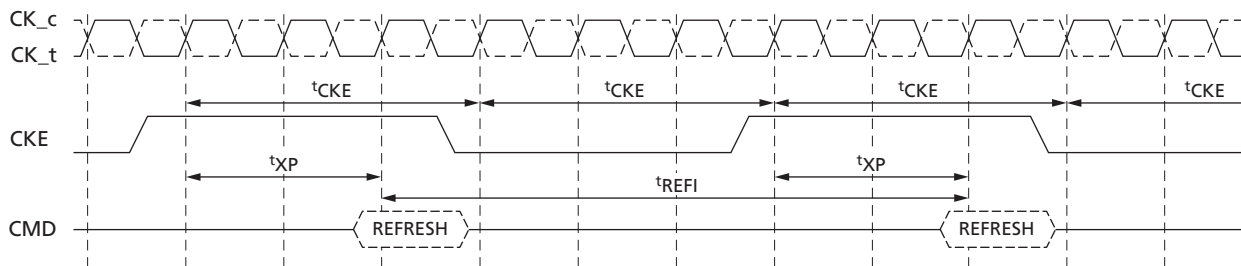 CK_c
CK_t
tCKE tCKE tCKE tCKE
CKE
tXP tXP
tREFI
CMD REFRESH REFRESH